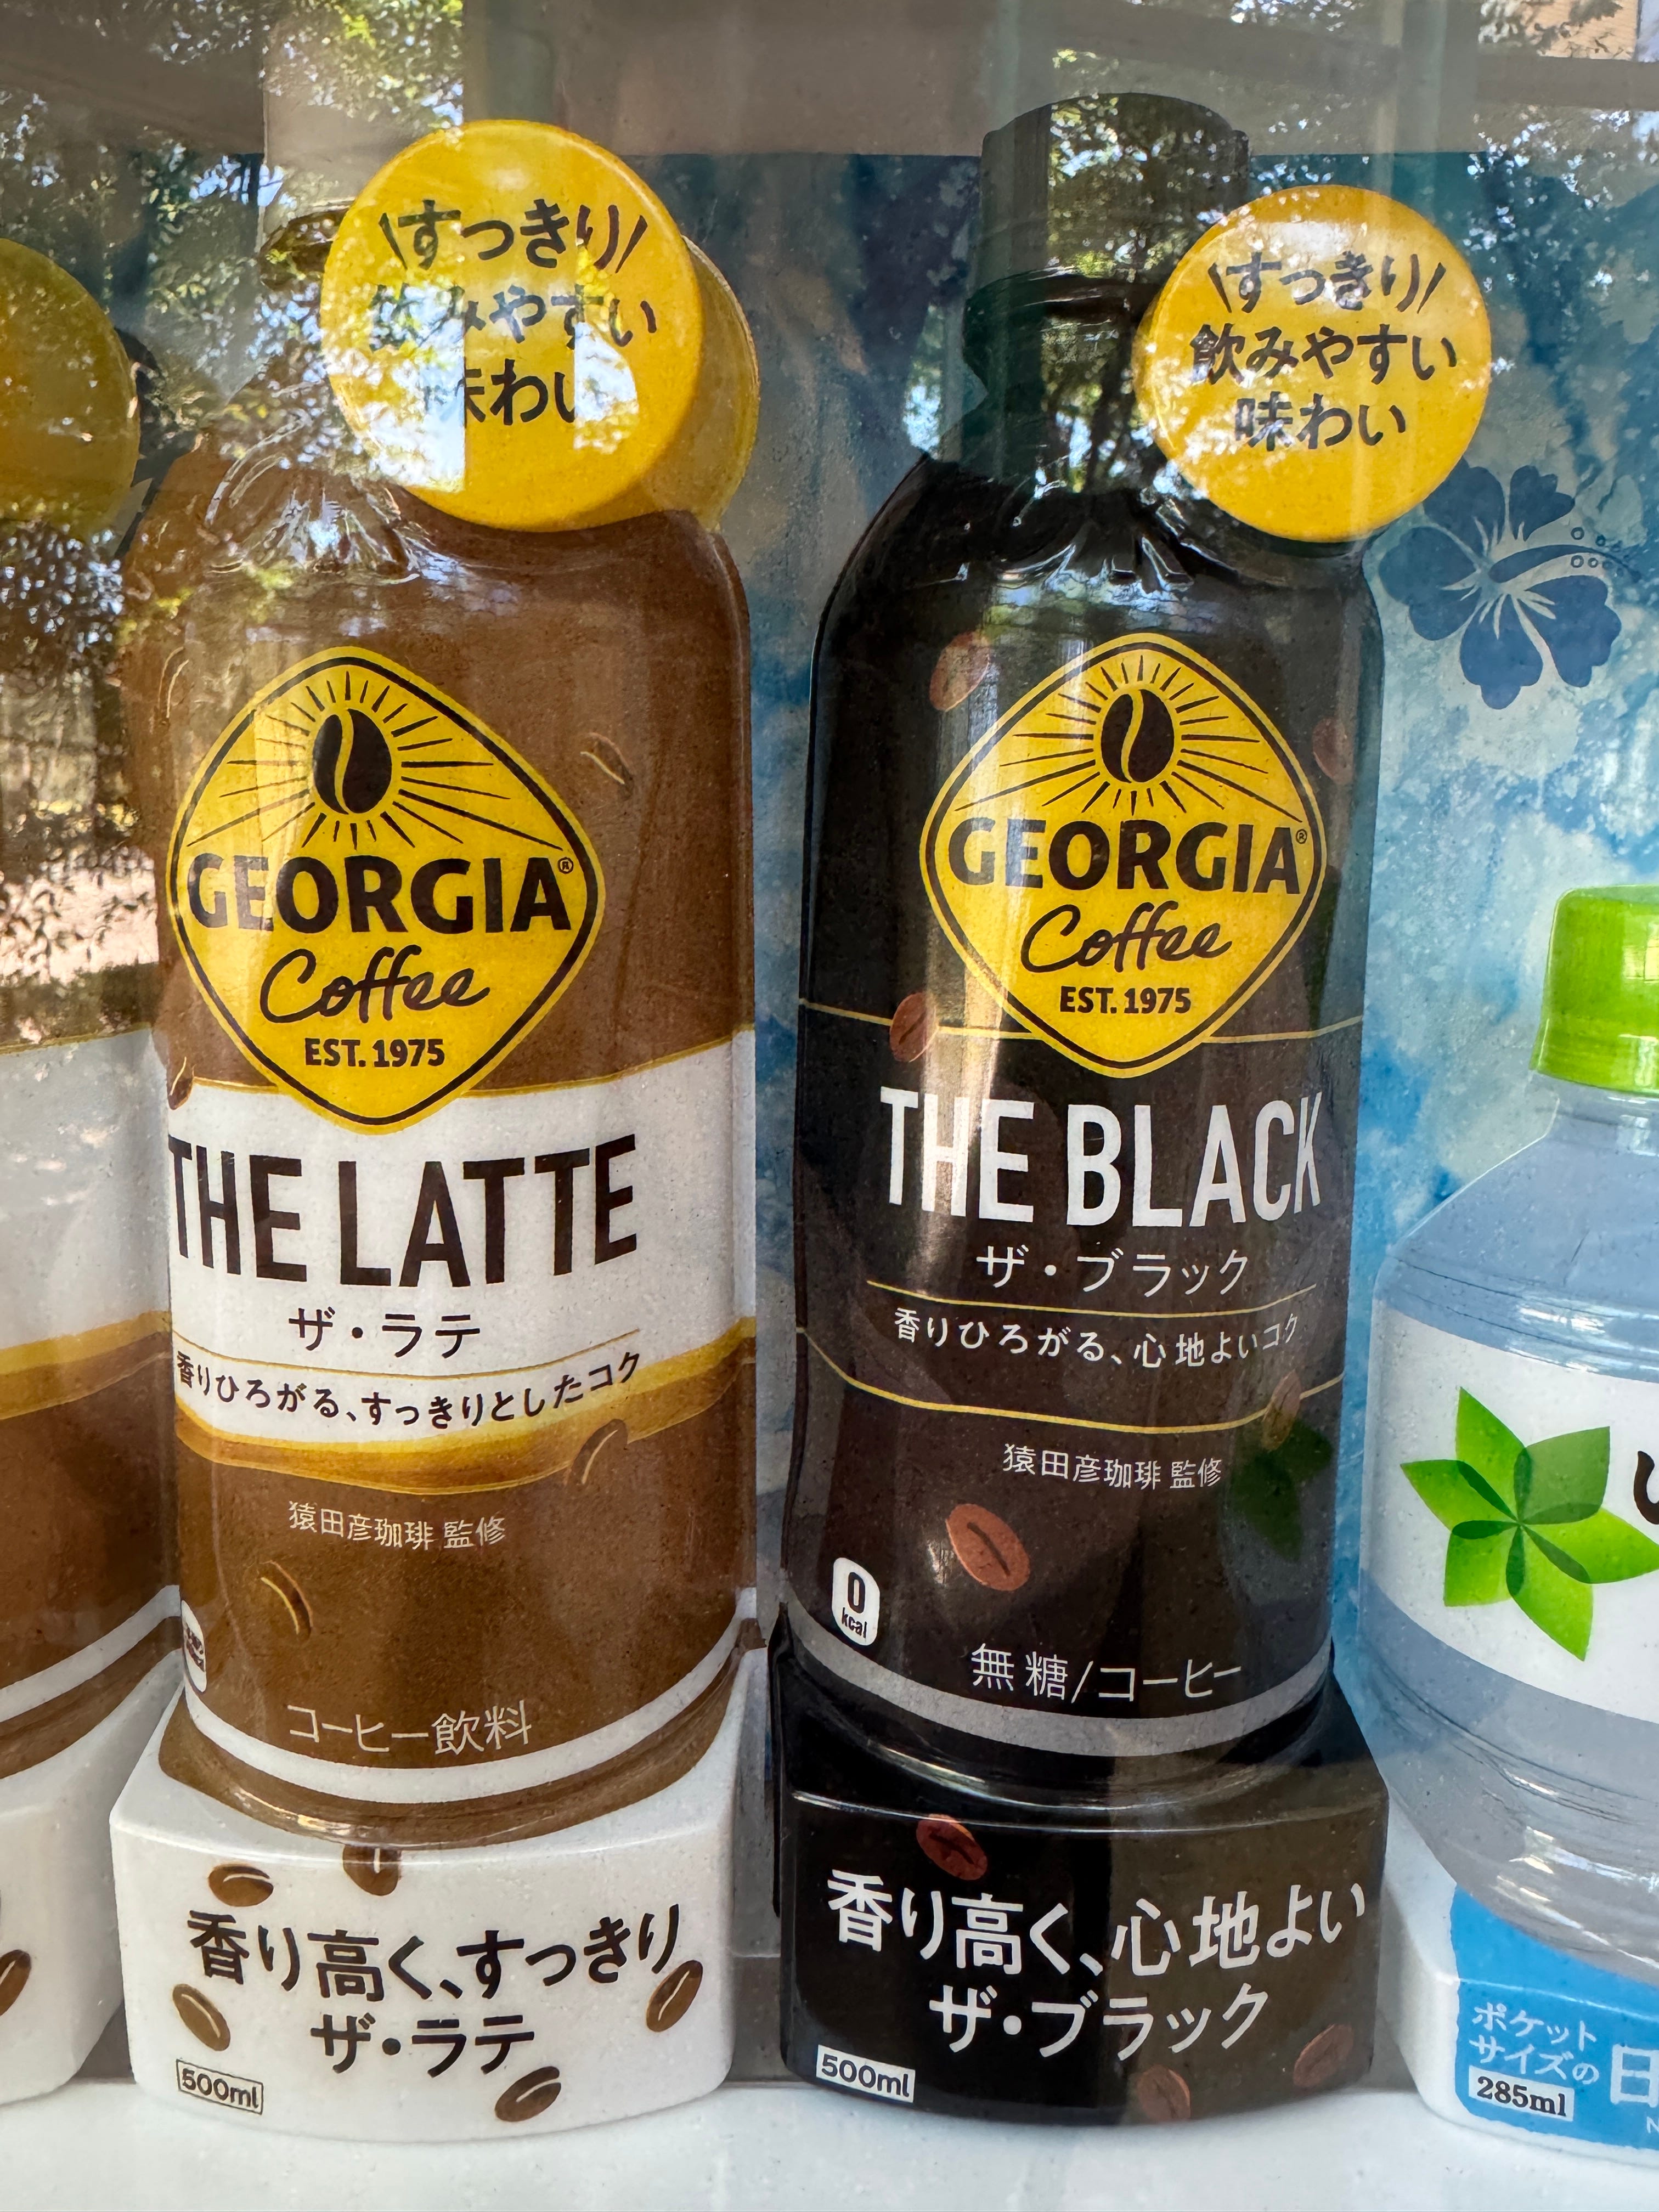 \すっきり/
飲みやすい
味わい
GEORGIA®
Coffee
EST. 1975
THE LATTE
ザ・ラテ
香りひろがる、すっきりとしたコク
猿田彦珈琲 監修
コーヒー飲料
香り高く、すっきり
ザ・ラテ
500ml
\すっきり/
飲みやすい
味わい
GEORGIA®
Coffee
EST. 1975
THE BLACK
ザ・ブラック
香りひろがる、心地よいコク
猿田彦珈琲 監修
0
kcal
無糖/コーヒー
香り高く、心地よい
ザ・ブラック
500ml
ポケット
サイズの
285ml